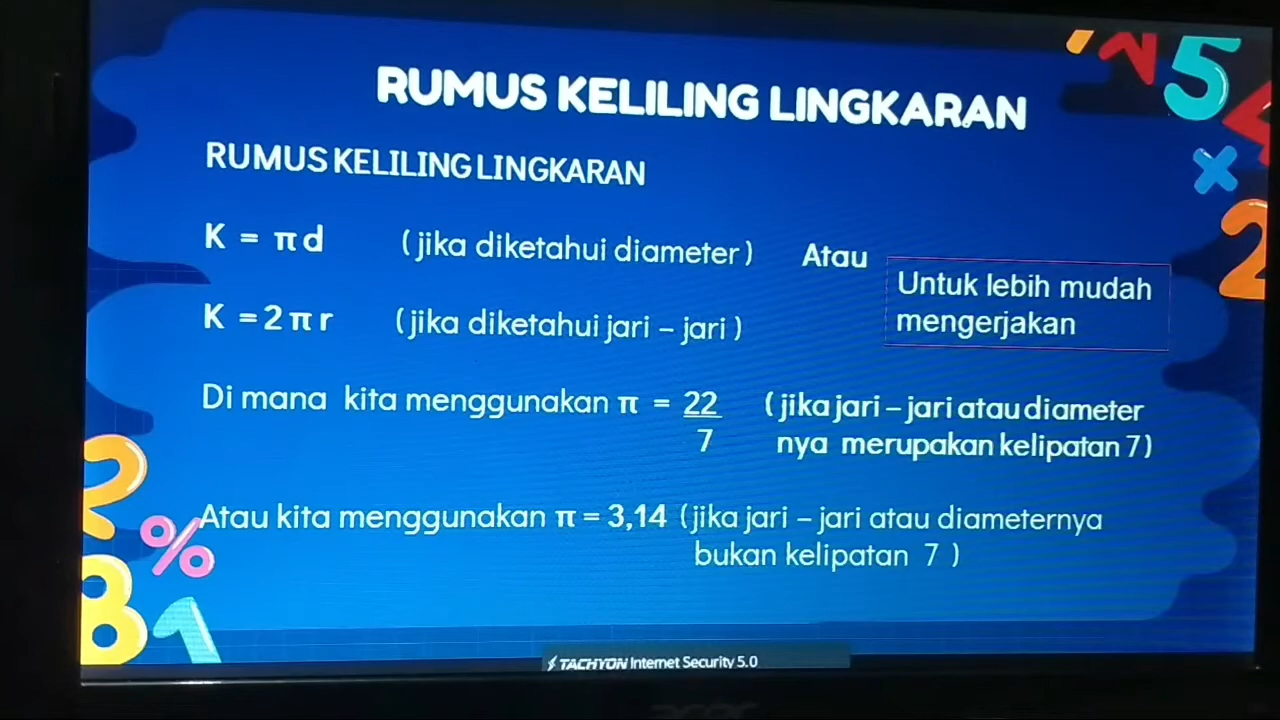 RUMUS KELILING LINGKARAN
RUMUS KELILING LINGKARAN
K = π d ( jika diketahui diameter ) Atau
Untuk lebih mudah
mengerjakan
K = 2 π r ( jika diketahui jari – jari )
Di mana kita menggunakan π = 22 ( jika jari – jari atau diameter
7 nya merupakan kelipatan 7 )
Atau kita menggunakan π = 3,14 ( jika jari – jari atau diameternya
bukan kelipatan 7 )
TACHYON Internet Security 5.0
acer